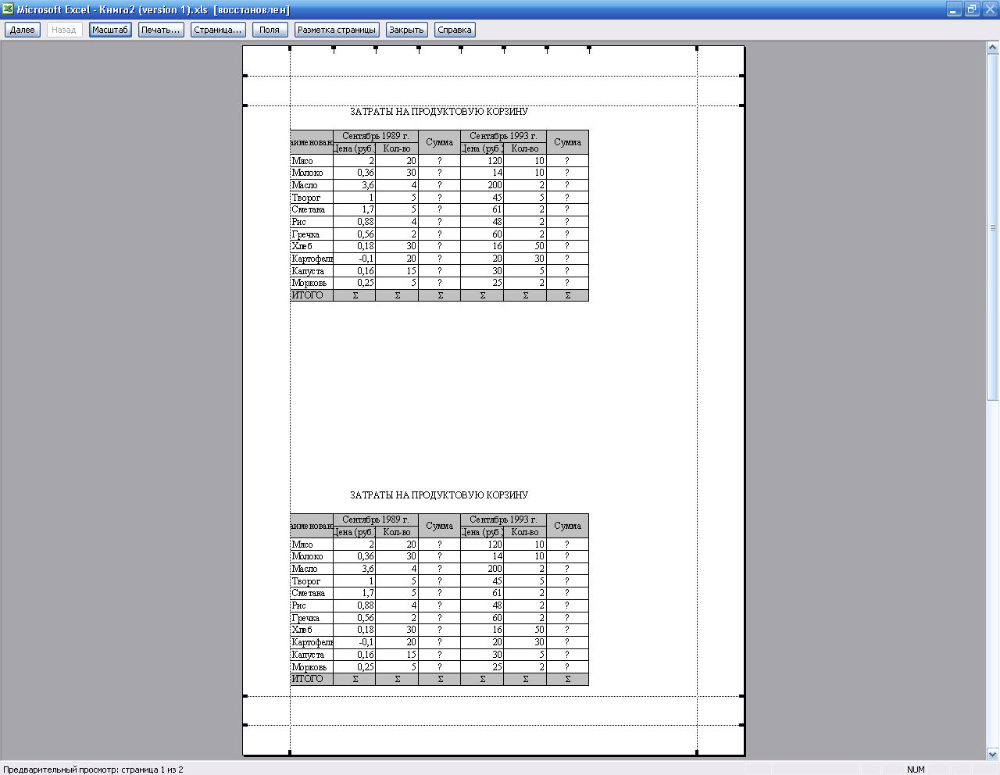 Microsoft Excel - Книга2 (version 1).xls [восстановлен]
Далее Назад Масштаб Печать... Страница... Поля Разметка страницы Закрыть Справка
ЗАТРАТЫ НА ПРОДУКТОВУЮ КОРЗИНУ
аименован Сентябрь 1989 г. Сумма Сентябрь 1993 г. Сумма
Цена (руб.) Кол-во Цена (руб.) Кол-во
Мясо 2 20 ? 120 10 ?
Молоко 0,36 30 ? 14 10 ?
Масло 3,6 4 ? 200 2 ?
Творог 1 5 ? 45 5 ?
Сметана 1,7 5 ? 61 2 ?
Рис 0,88 4 ? 48 2 ?
Гречка 0,56 2 ? 60 2 ?
Хлеб 0,18 30 ? 16 50 ?
Картофель -0,1 20 ? 20 30 ?
Капуста 0,16 15 ? 30 5 ?
Морковь 0,25 5 ? 25 2 ?
ИТОГО Σ Σ Σ Σ Σ Σ
ЗАТРАТЫ НА ПРОДУКТОВУЮ КОРЗИНУ
аименован Сентябрь 1989 г. Сумма Сентябрь 1993 г. Сумма
Цена (руб.) Кол-во Цена (руб.) Кол-во
Мясо 2 20 ? 120 10 ?
Молоко 0,36 30 ? 14 10 ?
Масло 3,6 4 ? 200 2 ?
Творог 1 5 ? 45 5 ?
Сметана 1,7 5 ? 61 2 ?
Рис 0,88 4 ? 48 2 ?
Гречка 0,56 2 ? 60 2 ?
Хлеб 0,18 30 ? 16 50 ?
Картофель -0,1 20 ? 20 30 ?
Капуста 0,16 15 ? 30 5 ?
Морковь 0,25 5 ? 25 2 ?
ИТОГО Σ Σ Σ Σ Σ Σ
Предварительный просмотр: страница 1 из 2 NUM